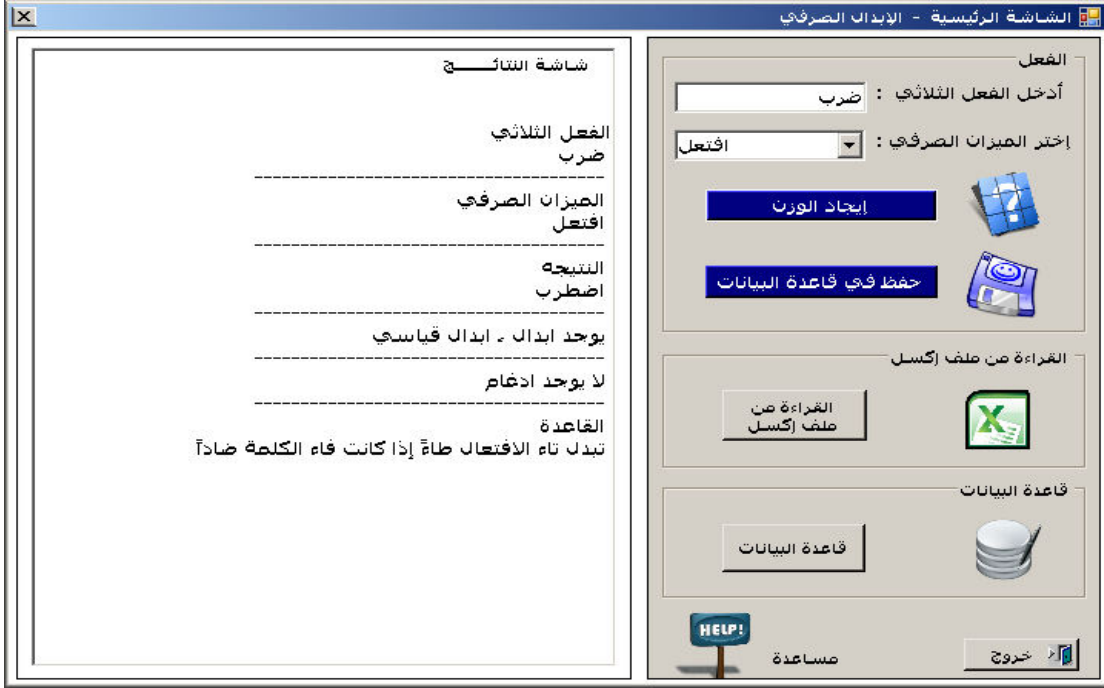 الشاشة الرئيسية - الإبدال الصرفي
الفعل
أدخل الفعل الثلاثي :
ضرب
إختر الميزان الصرفي :
افتعل
إيجاد الوزن
حفظ في قاعدة البيانات
القراءة من ملف إكسل
القراءة من
ملف إكسل
قاعدة البيانات
قاعدة البيانات
HELP!
مساعدة
خروج
شاشة النتائـــــج
الفعل الثلاثي
ضرب
-------------------------------------
الميزان الصرفي
افتعل
-------------------------------------
النتيجه
اضطرب
-------------------------------------
يوجد ابدال - ابدال قياسي
-------------------------------------
لا يوجد ادغام
-------------------------------------
القاعدة
تبدل تاء الافتعال طاءً إذا كانت فاء الكلمة ضاداً